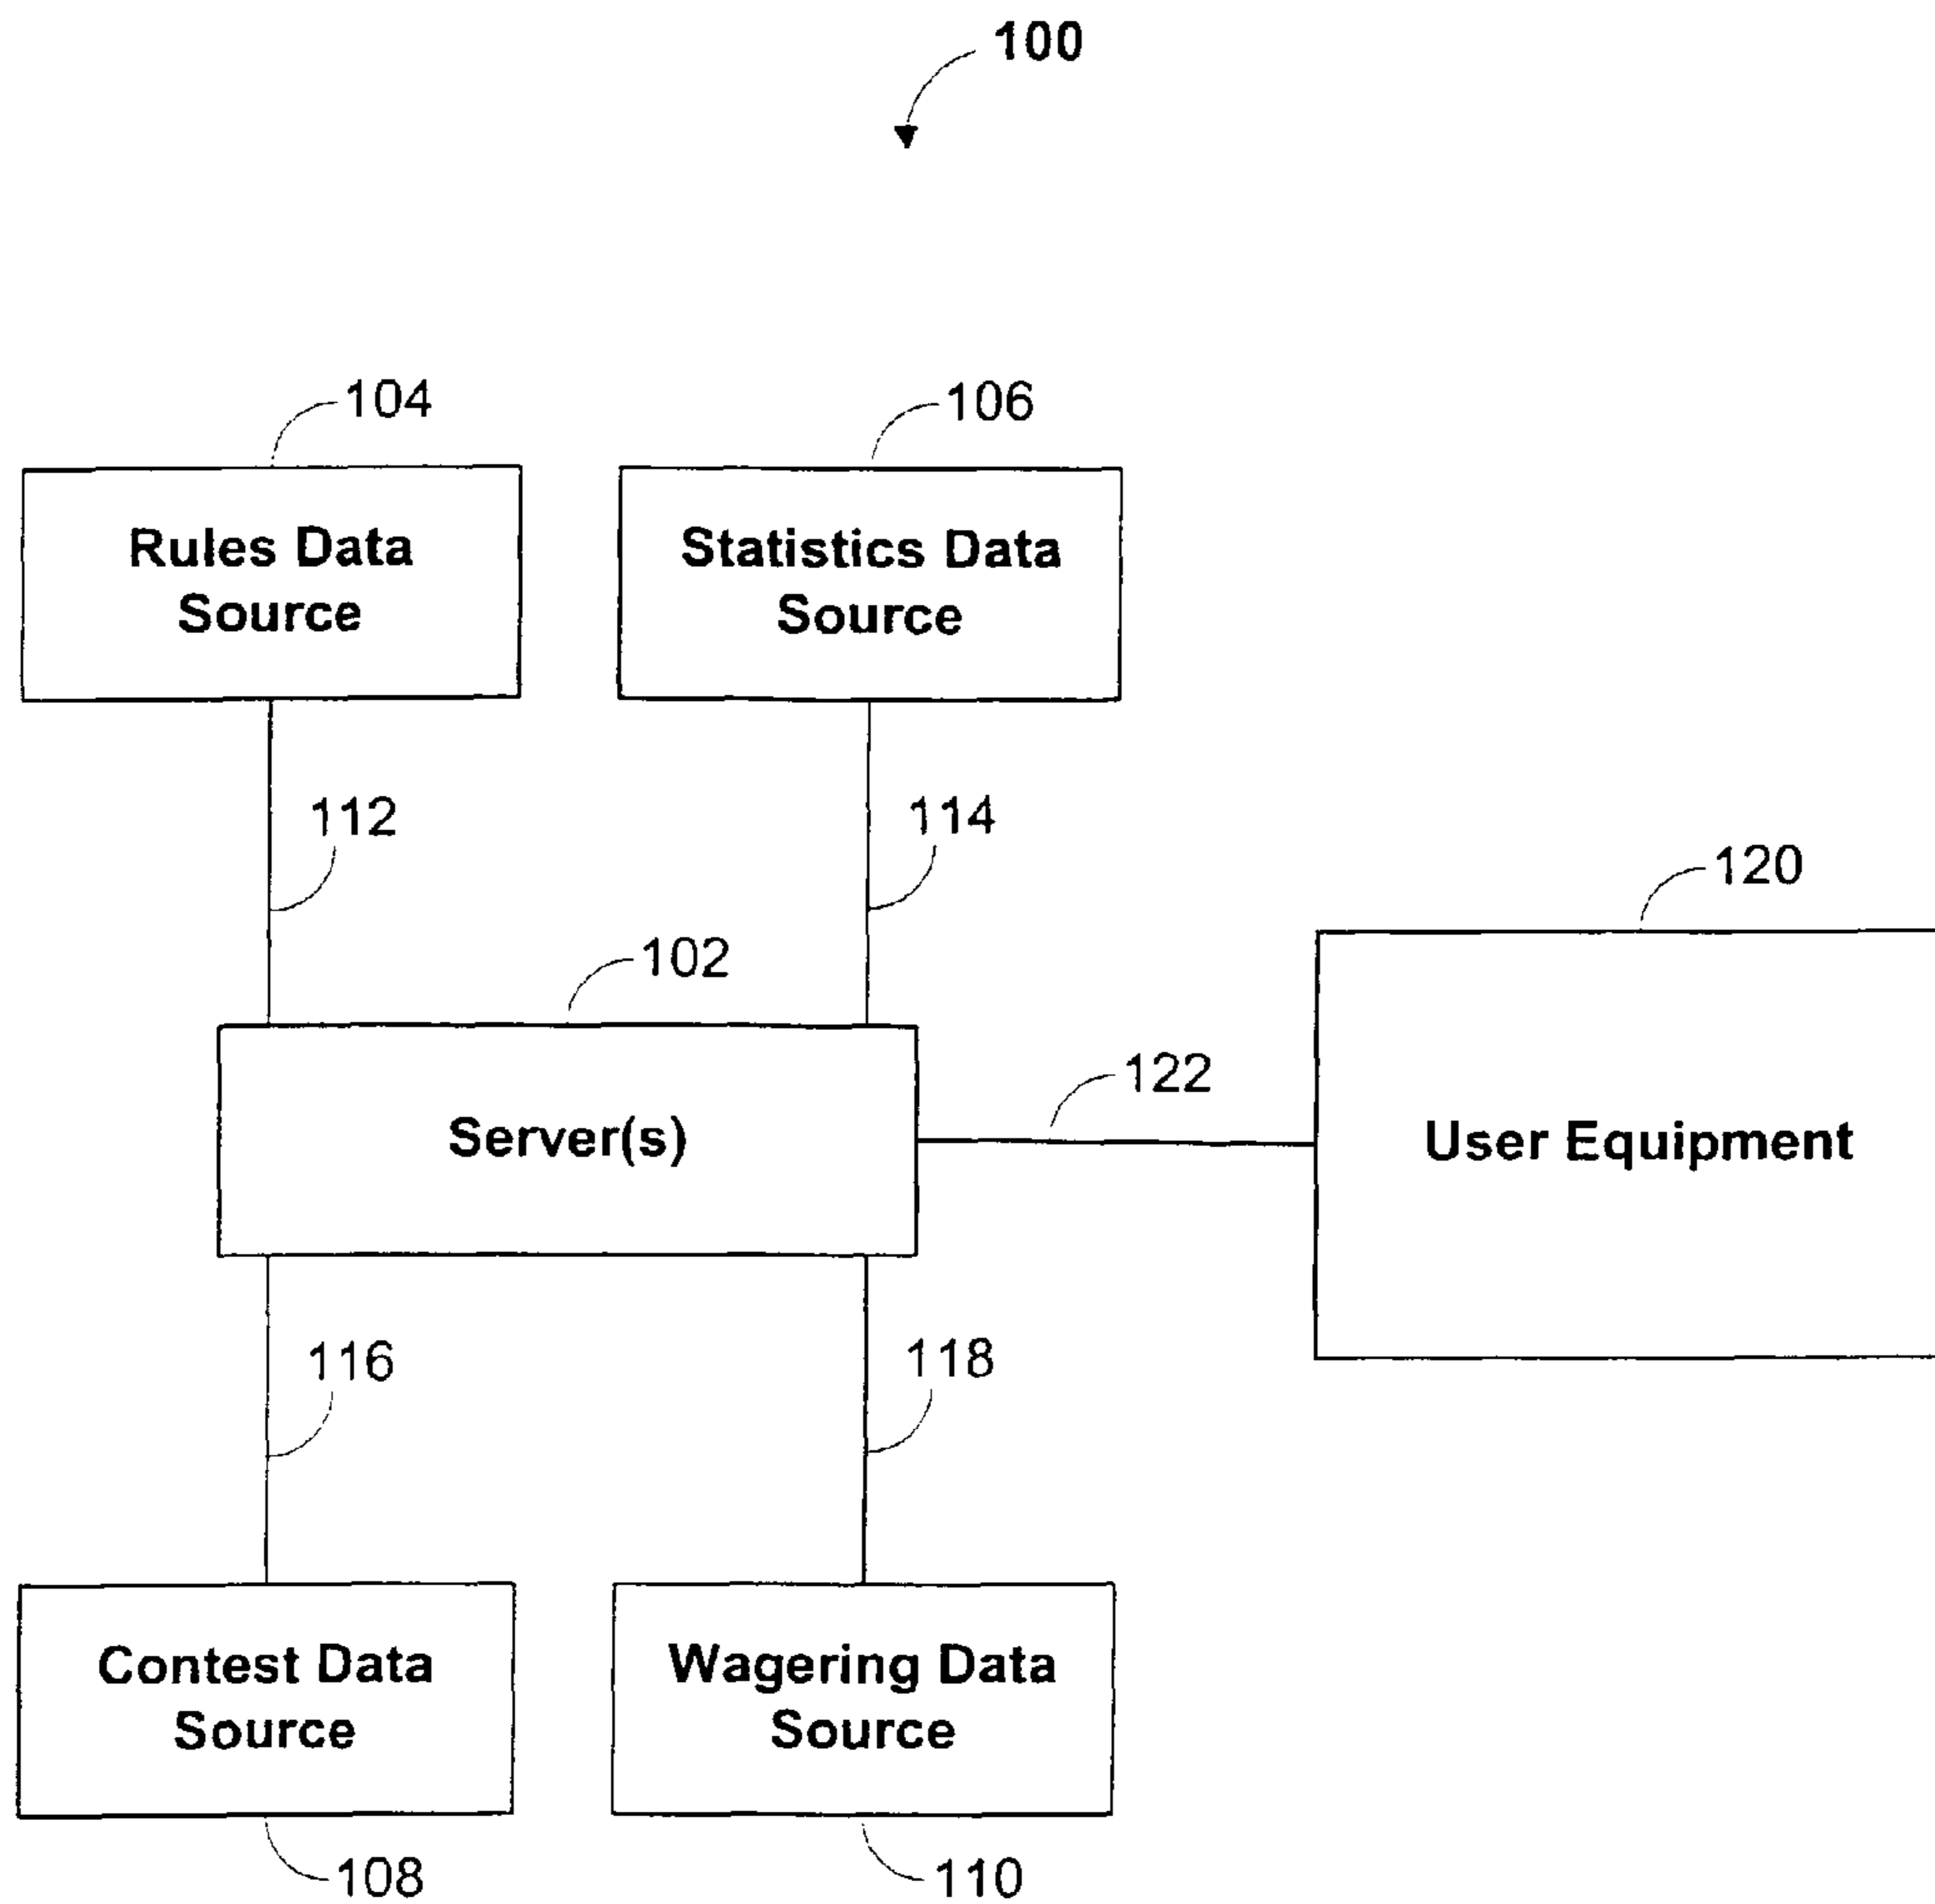 100
104
106
Rules Data
Source
Statistics Data
Source
112
114
120
102
122
Server(s)
User Equipment
116
118
Contest Data
Source
Wagering Data
Source
108
110